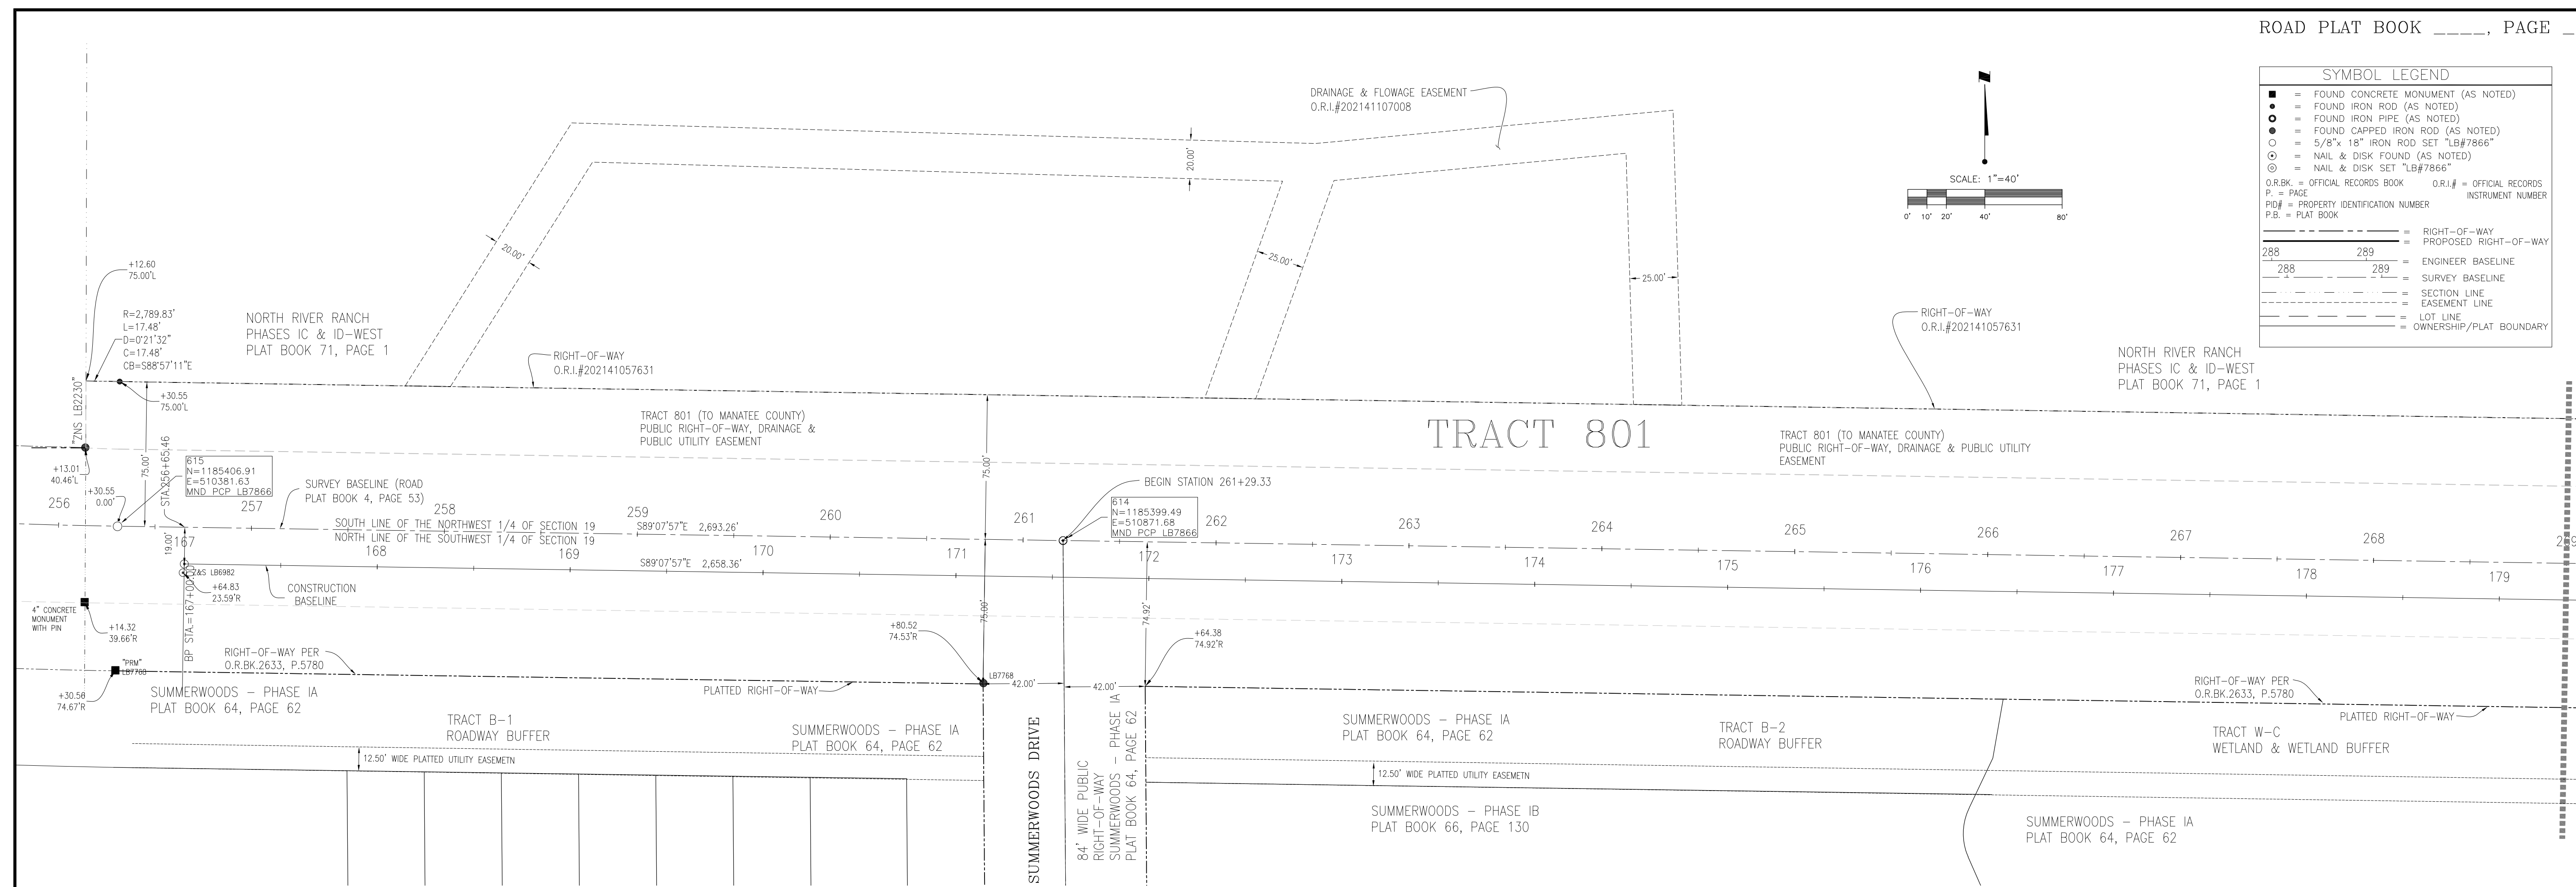 ROAD PLAT BOOK ____, PAGE _
SYMBOL LEGEND
= FOUND CONCRETE MONUMENT (AS NOTED)
= FOUND IRON ROD (AS NOTED)
= FOUND IRON PIPE (AS NOTED)
= FOUND CAPPED IRON ROD (AS NOTED)
= 5/8"x 18" IRON ROD SET "LB#7866"
= NAIL & DISK FOUND (AS NOTED)
= NAIL & DISK SET "LB#7866"
O.R.BK. = OFFICIAL RECORDS BOOK
O.R.I.# = OFFICIAL RECORDS
INSTRUMENT NUMBER
P. = PAGE
PID# = PROPERTY IDENTIFICATION NUMBER
P.B. = PLAT BOOK
= RIGHT-OF-WAY
= PROPOSED RIGHT-OF-WAY
288 289
= ENGINEER BASELINE
288 289
= SURVEY BASELINE
= SECTION LINE
= EASEMENT LINE
= LOT LINE
= OWNERSHIP/PLAT BOUNDARY
SCALE: 1"=40'
0' 10' 20' 40' 80'
DRAINAGE & FLOWAGE EASEMENT
O.R.I.#202141107008
20.00'
20.00'
25.00'
25.00'
+12.60
75.00'L
R=2,789.83'
L=17.48'
D=0°21'32"
C=17.48'
CB=S88°57'11"E
NORTH RIVER RANCH
PHASES IC & ID-WEST
PLAT BOOK 71, PAGE 1
RIGHT-OF-WAY
O.R.I.#202141057631
RIGHT-OF-WAY
O.R.I.#202141057631
NORTH RIVER RANCH
PHASES IC & ID-WEST
PLAT BOOK 71, PAGE 1
"ZNS LB2230"
+30.55
75.00'L
TRACT 801 (TO MANATEE COUNTY)
PUBLIC RIGHT-OF-WAY, DRAINAGE &
PUBLIC UTILITY EASEMENT
TRACT 801
TRACT 801 (TO MANATEE COUNTY)
PUBLIC RIGHT-OF-WAY, DRAINAGE & PUBLIC UTILITY
EASEMENT
+13.01
40.46'L
75.00'
STA.256+65.46
615
N=1185406.91
E=510381.63
MND PCP LB7866
+30.55
0.00'
SURVEY BASELINE (ROAD
PLAT BOOK 4, PAGE 53)
75.00'
BEGIN STATION 261+29.33
614
N=1185399.49
E=510871.68
MND PCP LB7866
256 257 258 259 260 261 262 263 264 265 266 267 268
SOUTH LINE OF THE NORTHWEST 1/4 OF SECTION 19
NORTH LINE OF THE SOUTHWEST 1/4 OF SECTION 19
S89°07'57"E 2,693.26'
167 168 169 170 171 172 173 174 175 176 177 178 179
19.00'
S89°07'57"E 2,658.36'
Z&S LB6982
+64.83
23.59'R
CONSTRUCTION
BASELINE
BP STA.=167+00.00
4" CONCRETE
MONUMENT
WITH PIN
+14.32
39.66'R
75.00'
74.92'
+80.52
74.53'R
+64.38
74.92'R
"PRM"
LB7768
+30.56
74.67'R
RIGHT-OF-WAY PER
O.R.BK.2633, P.5780
PLATTED RIGHT-OF-WAY
LB7768
42.00'
42.00'
RIGHT-OF-WAY PER
O.R.BK.2633, P.5780
PLATTED RIGHT-OF-WAY
SUMMERWOODS - PHASE IA
PLAT BOOK 64, PAGE 62
TRACT B-1
ROADWAY BUFFER
SUMMERWOODS - PHASE IA
PLAT BOOK 64, PAGE 62
SUMMERWOODS DRIVE
84' WIDE PUBLIC
RIGHT-OF-WAY
SUMMERWOODS - PHASE IA
PLAT BOOK 64, PAGE 62
SUMMERWOODS - PHASE IA
PLAT BOOK 64, PAGE 62
TRACT B-2
ROADWAY BUFFER
TRACT W-C
WETLAND & WETLAND BUFFER
12.50' WIDE PLATTED UTILITY EASEMETN
12.50' WIDE PLATTED UTILITY EASEMETN
SUMMERWOODS - PHASE IB
PLAT BOOK 66, PAGE 130
SUMMERWOODS - PHASE IA
PLAT BOOK 64, PAGE 62